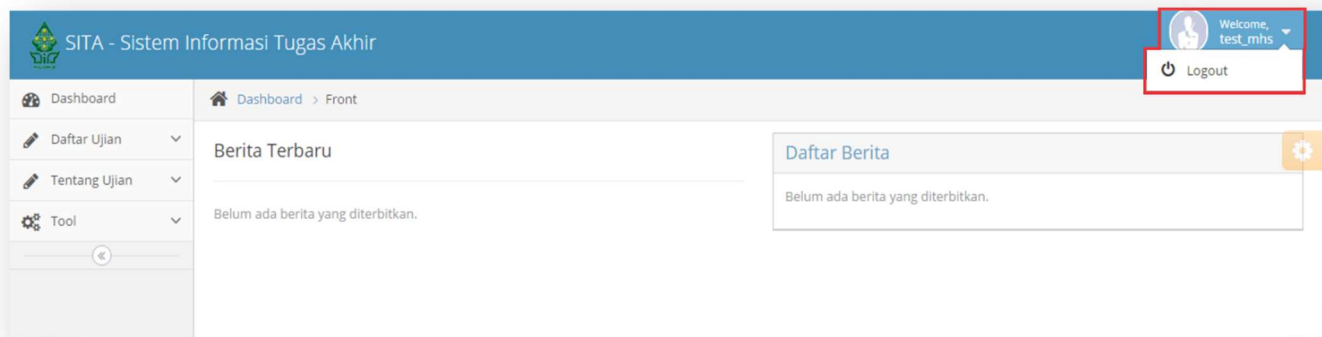 SITA - Sistem Informasi Tugas Akhir
Welcome,
test_mhs
Logout
Dashboard
Daftar Ujian
Tentang Ujian
Tool
Dashboard > Front
Berita Terbaru
Belum ada berita yang diterbitkan.
Daftar Berita
Belum ada berita yang diterbitkan.